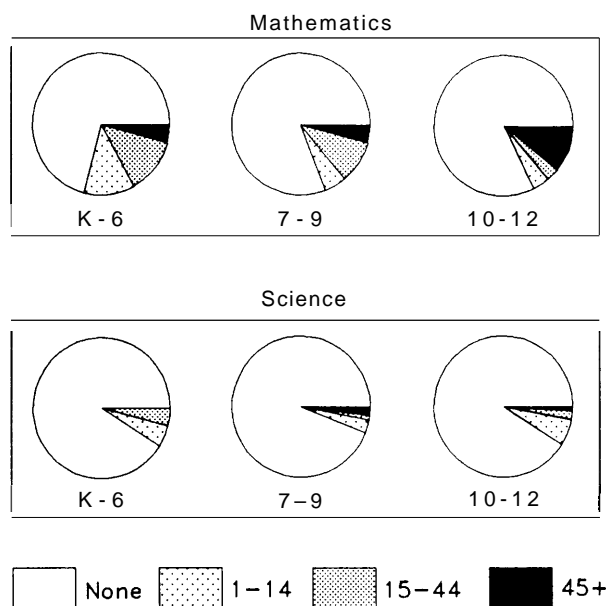 Mathematics
K - 6 7 - 9 10-12
Science
K - 6 7–9 10-12
None 1-14 15-44 45+